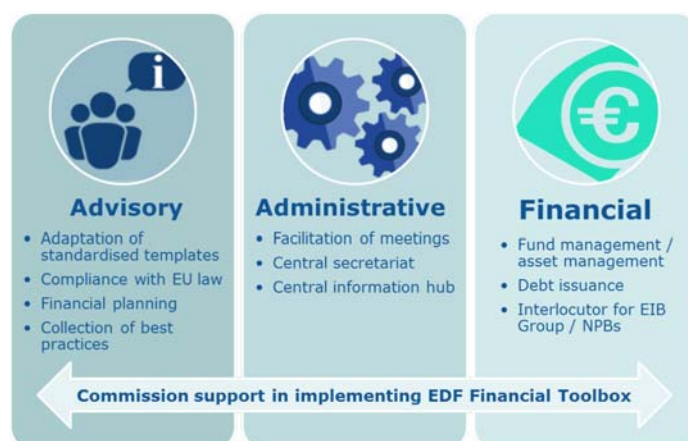 i
Advisory
• Adaptation of
standardised templates
• Compliance with EU law
• Financial planning
• Collection of best
practices
Administrative
• Facilitation of meetings
• Central secretariat
• Central information hub
€
Financial
• Fund management /
asset management
• Debt issuance
• Interlocutor for EIB
Group / NPBs
Commission support in implementing EDF Financial Toolbox